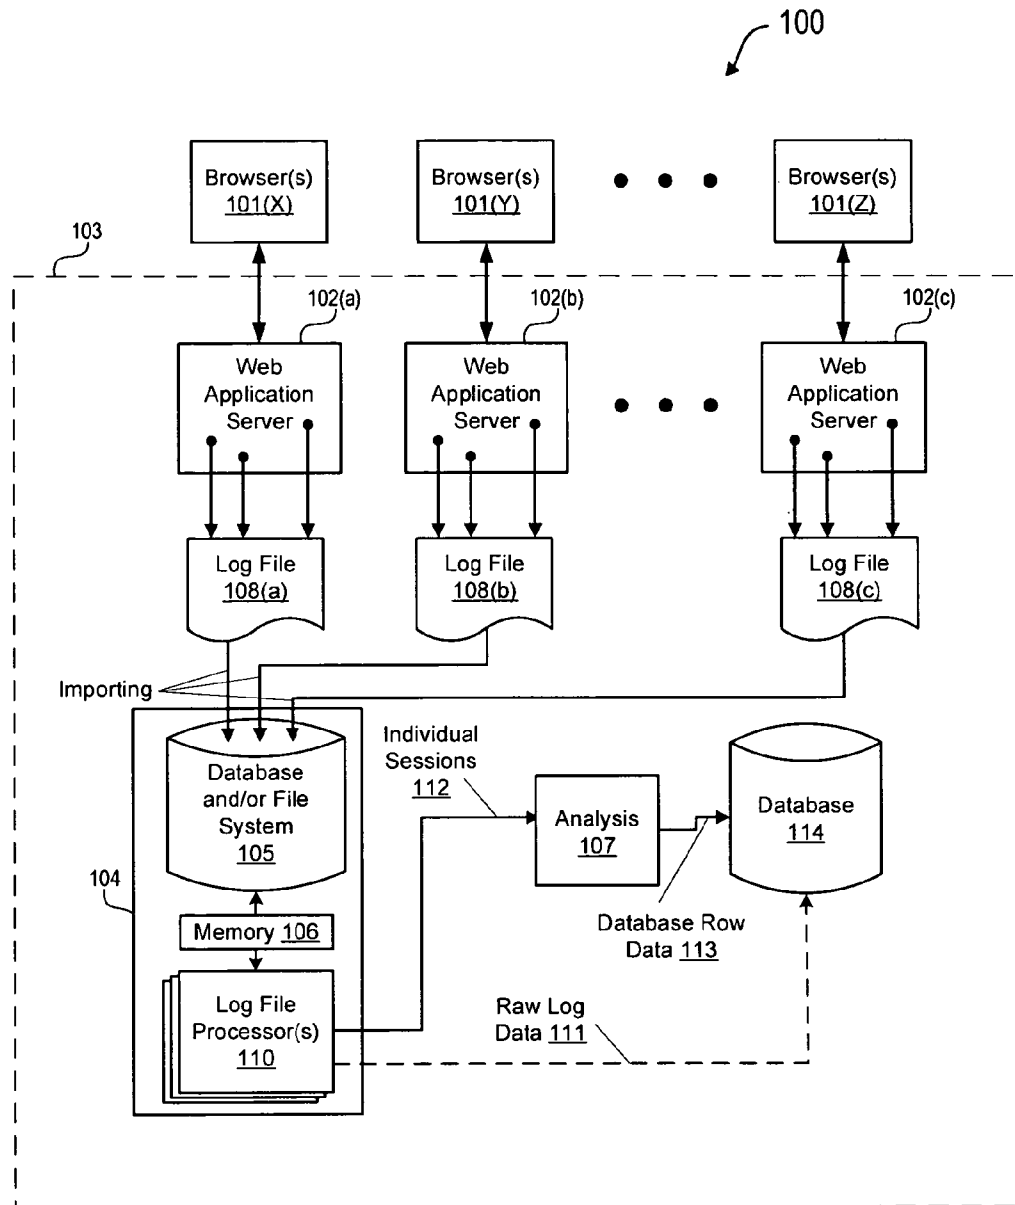 100
Browser(s)
101(X)
Browser(s)
101(Y)
Browser(s)
101(Z)
103
102(a)
102(b)
102(c)
Web
Application
Server
Web
Application
Server
Web
Application
Server
Log File
108(a)
Log File
108(b)
Log File
108(c)
Importing
Database
and/or File
System
105
Individual
Sessions
112
Analysis
107
Database
114
104
Memory 106
Database Row
Data 113
Log File
Processor(s)
110
Raw Log
Data 111